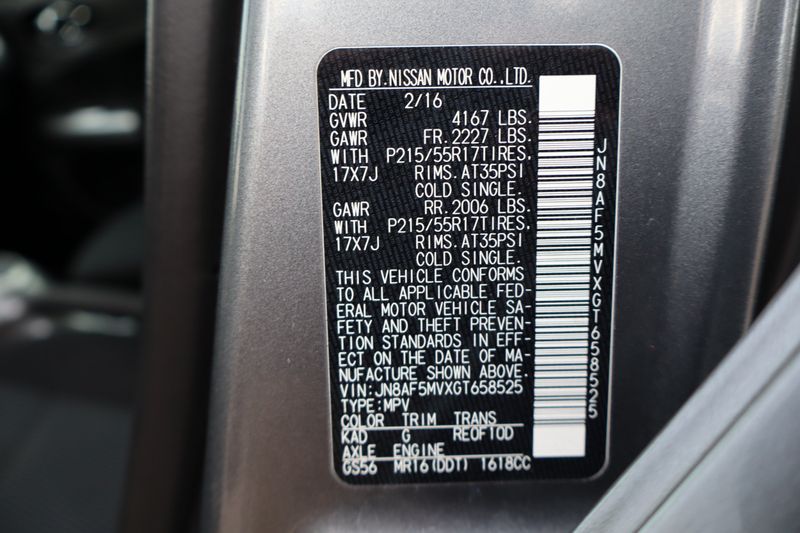 MFD BY.NISSAN MOTOR CO.,LTD.
DATE 2/16
GVWR 4167 LBS.
GAWR FR.2227 LBS.
WITH P215/55R17TIRES.
17X7J RIMS.AT35PSI
COLD SINGLE.
GAWR RR.2006 LBS.
WITH P215/55R17TIRES.
17X7J RIMS.AT35PSI
COLD SINGLE.
THIS VEHICLE CONFORMS
TO ALL APPLICABLE FED-
ERAL MOTOR VEHICLE SA-
FETY AND THEFT PREVEN-
TION STANDARDS IN EFF-
ECT ON THE DATE OF MA-
NUFACTURE SHOWN ABOVE.
VIN:JN8AF5MVXGT658525
TYPE:MPV
COLOR TRIM TRANS
KAD G REOF10D
AXLE ENGINE
GS56 MR16(DDT) 1618CC
JN8AF5MVXGT658525